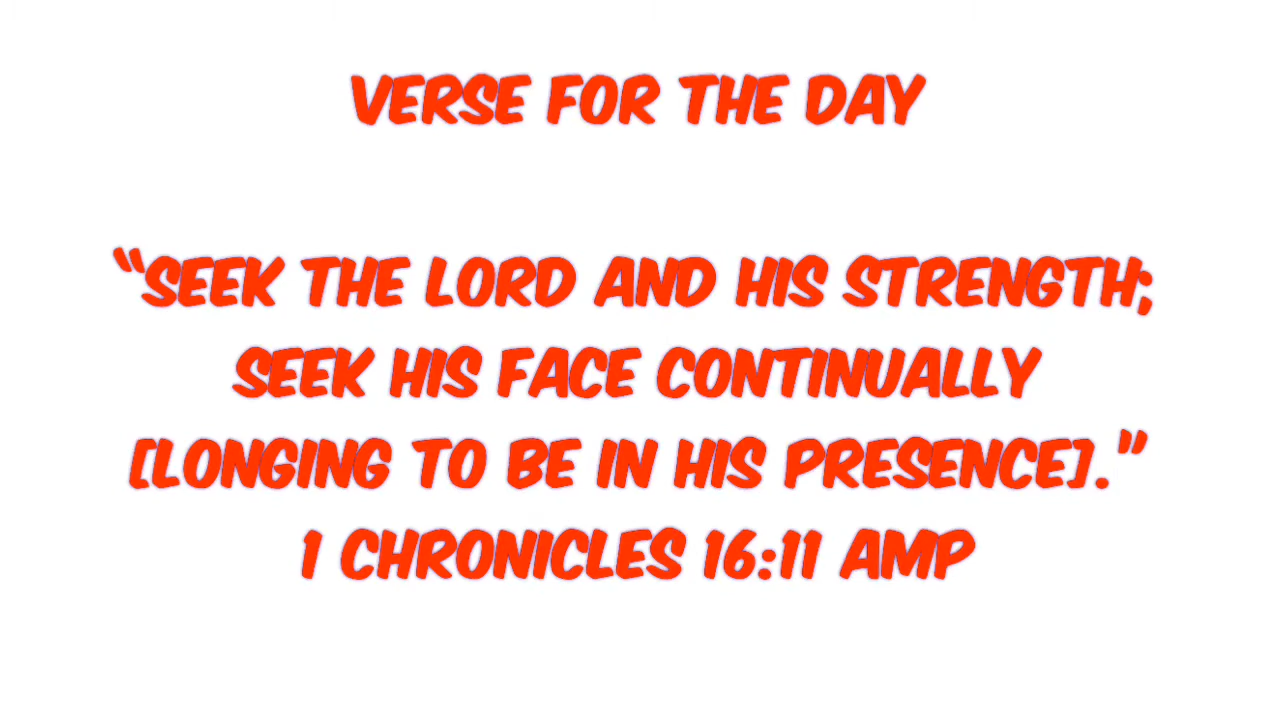 VERSE FOR THE DAY
“SEEK THE LORD AND HIS STRENGTH;
SEEK HIS FACE CONTINUALLY
[LONGING TO BE IN HIS PRESENCE].”
1 CHRONICLES 16:11 AMP